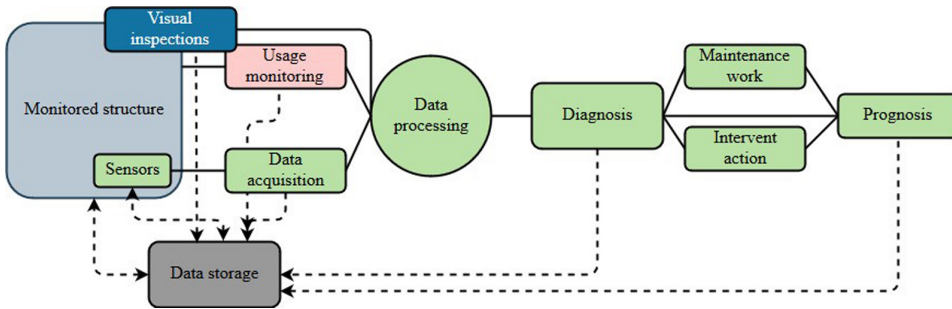 Visual
inspections
Usage
monitoring
Monitored structure
Sensors
Data
acquisition
Data
processing
Diagnosis
Maintenance
work
Intervent
action
Prognosis
Data storage